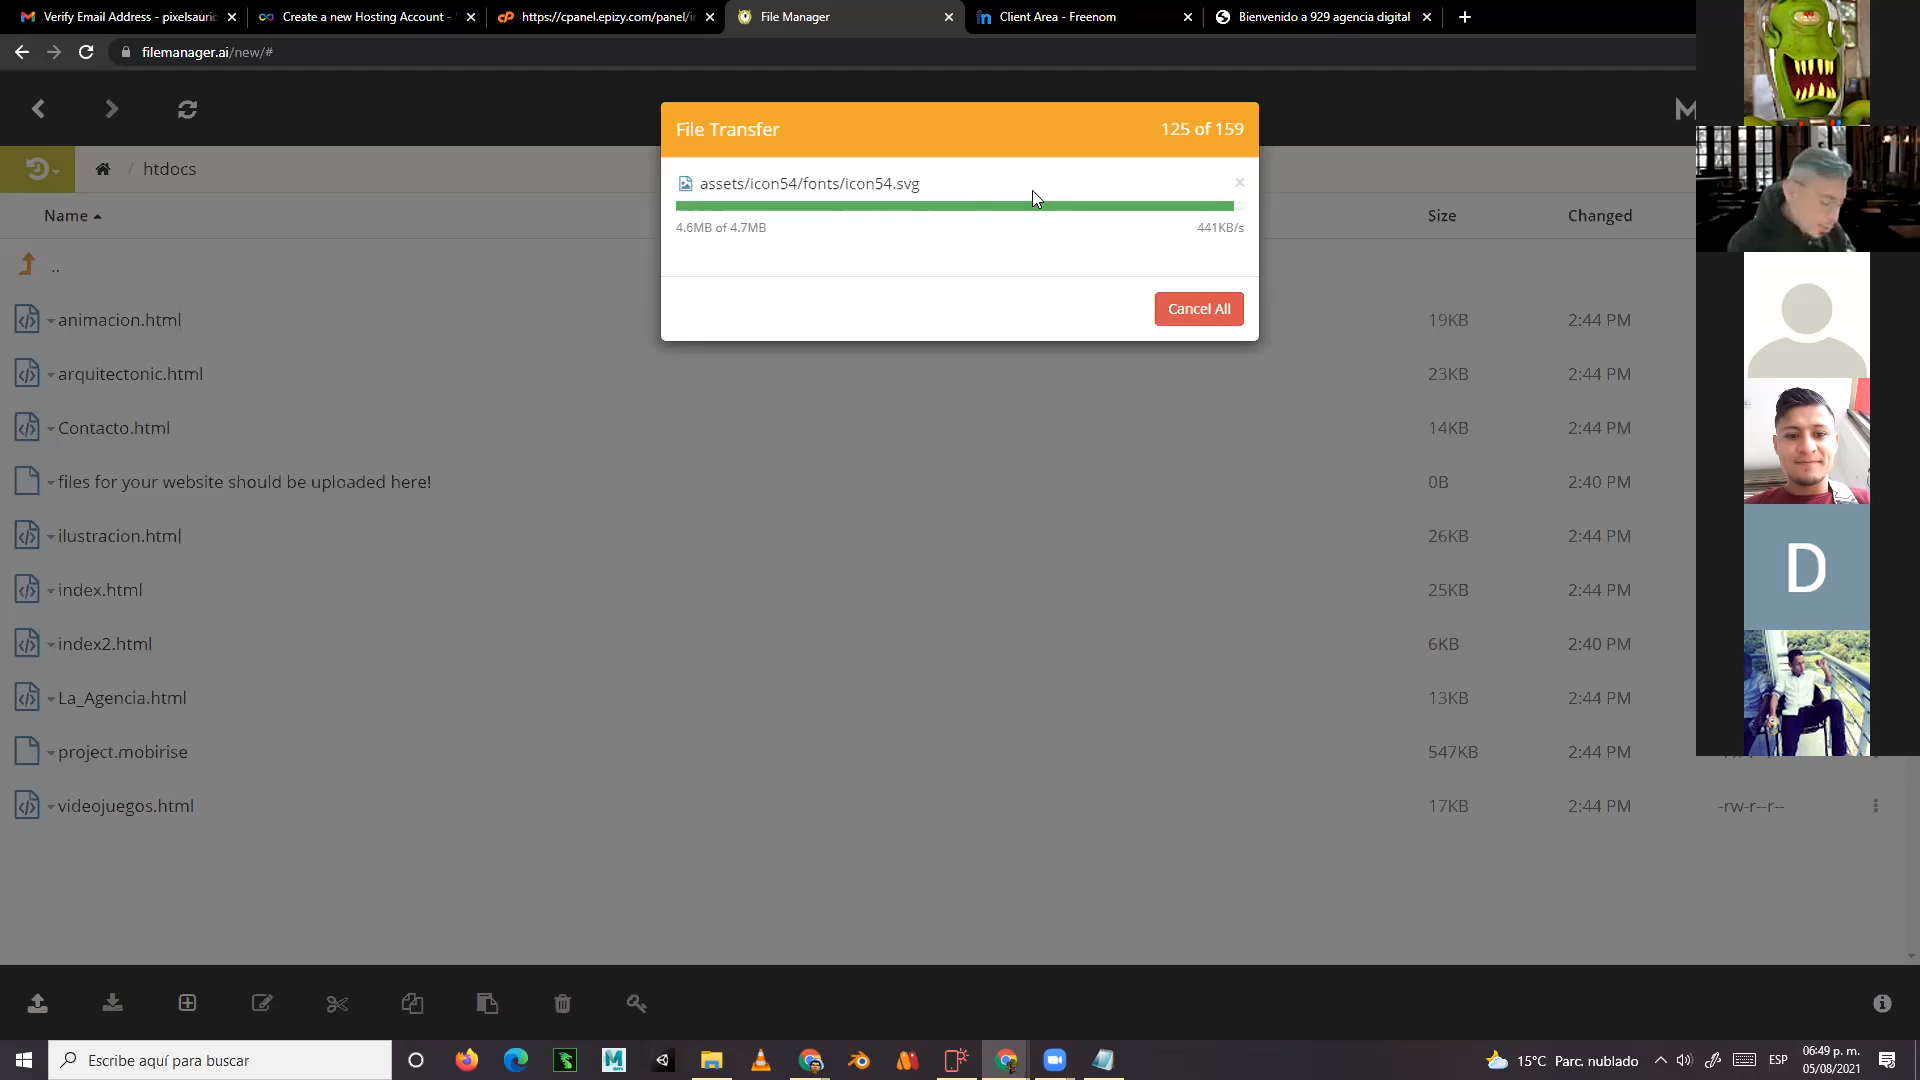 Verify Email Address - pixelsauri
Create a new Hosting Account -
https://cpanel.epizy.com/panel/i
File Manager
Client Area - Freenom
Bienvenido a 929 agencia digital
filemanager.ai/new/#
M
File Transfer
125 of 159
assets/icon54/fonts/icon54.svg
4.6MB of 4.7MB
441KB/s
Cancel All
/ htdocs
Name
Size
Changed
..
animacion.html
19KB
2:44 PM
arquitectonic.html
23KB
2:44 PM
Contacto.html
14KB
2:44 PM
files for your website should be uploaded here!
0B
2:40 PM
ilustracion.html
26KB
2:44 PM
index.html
25KB
2:44 PM
index2.html
6KB
2:40 PM
La_Agencia.html
13KB
2:44 PM
project.mobirise
547KB
2:44 PM
videojuegos.html
17KB
2:44 PM
-rw-r--r--
D
Escribe aquí para buscar
15°C Parc. nublado
ESP
06:49 p. m.
05/08/2021